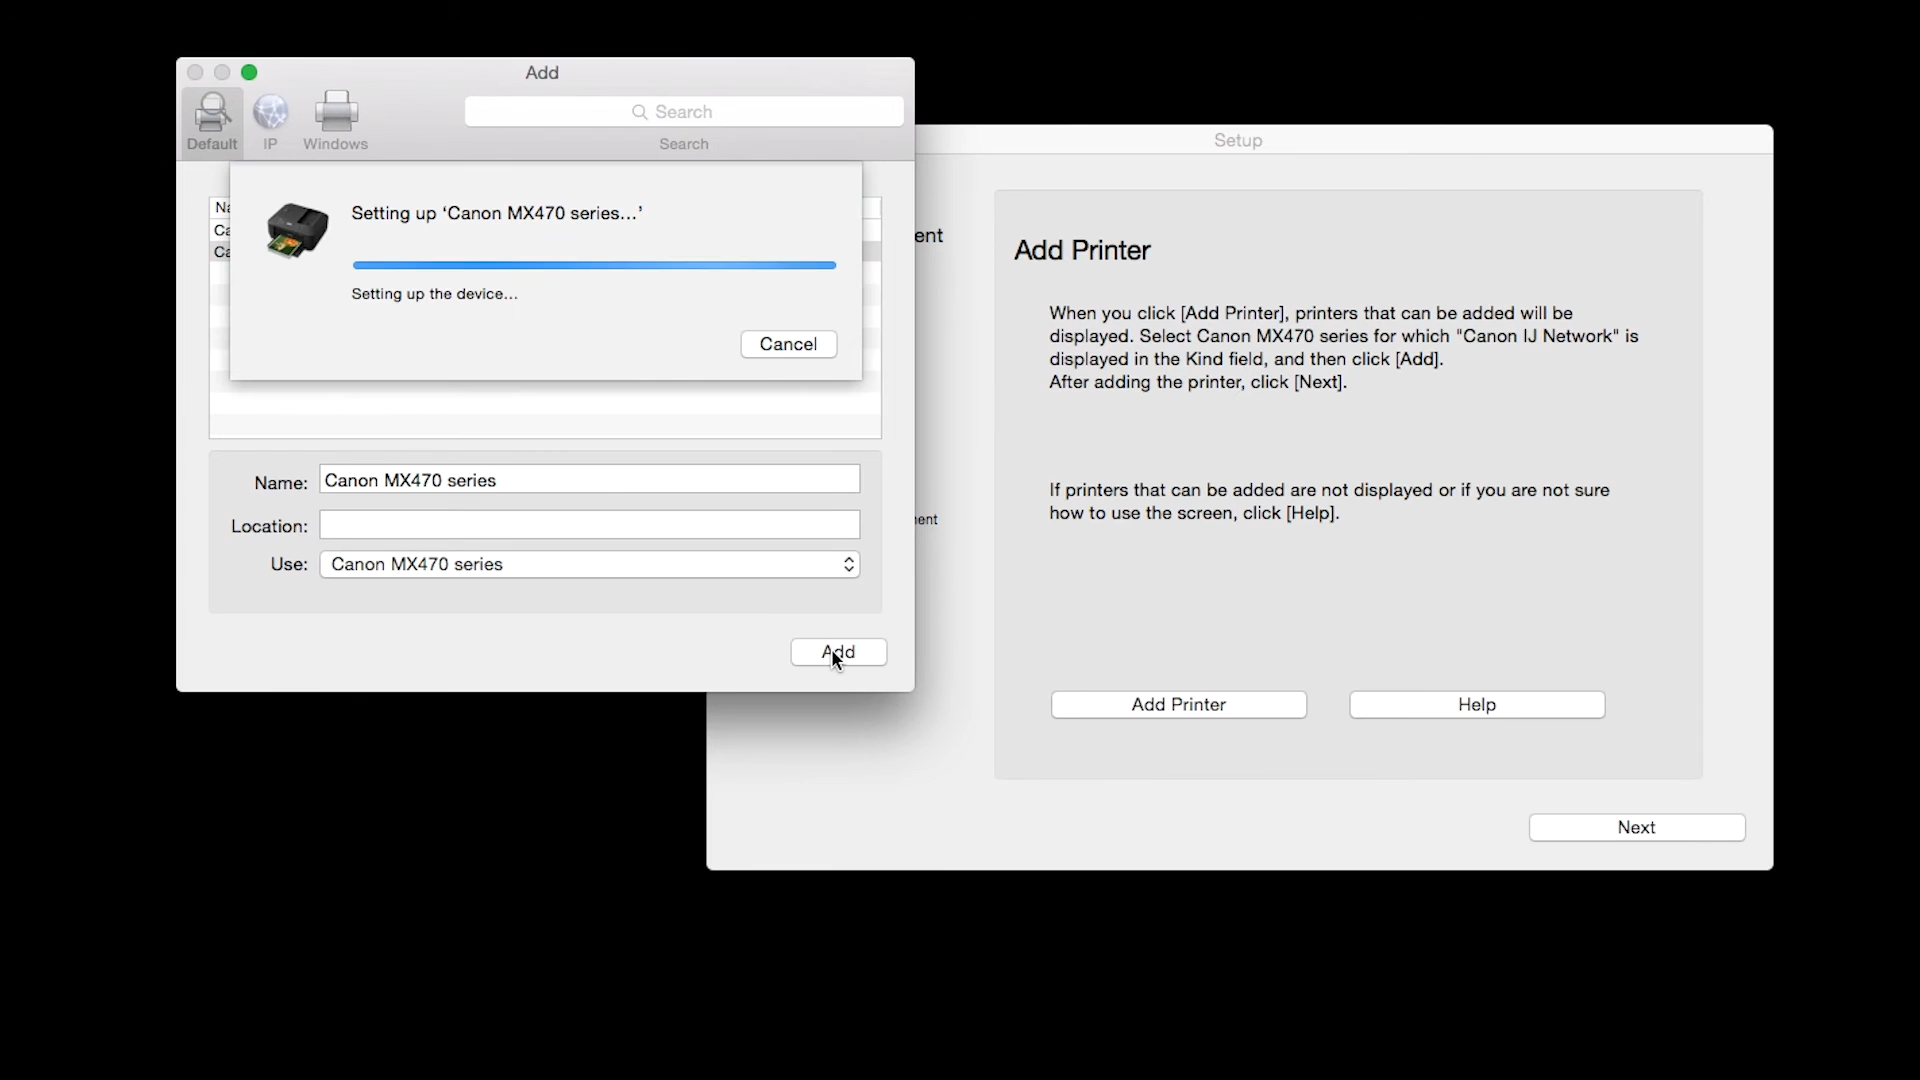 Add
Search
Default
IP
Windows
Search
Setting up ‘Canon MX470 series...’
Setting up the device...
Cancel
Name:
Canon MX470 series
Location:
Use:
Canon MX470 series
Add
Setup
Add Printer
When you click [Add Printer], printers that can be added will be
displayed. Select Canon MX470 series for which "Canon IJ Network" is
displayed in the Kind field, and then click [Add].
After adding the printer, click [Next].
If printers that can be added are not displayed or if you are not sure
how to use the screen, click [Help].
Add Printer
Help
Next